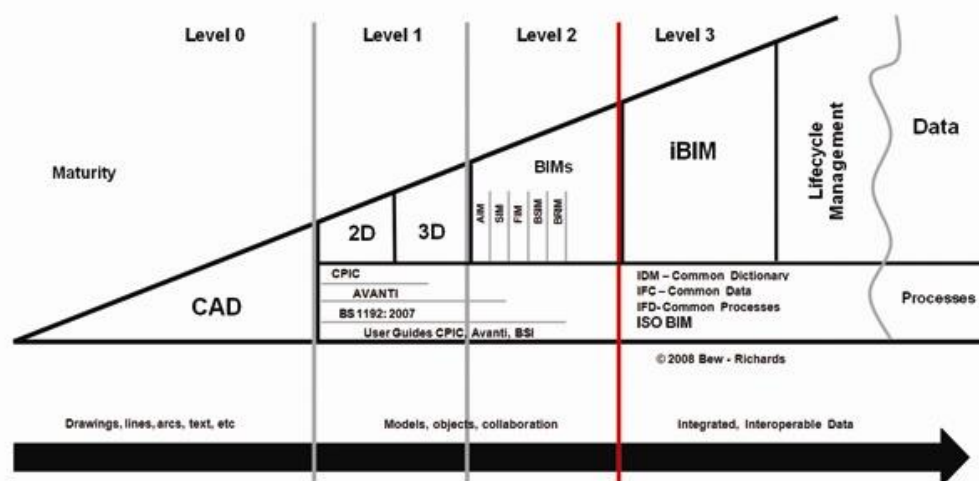 Level 0
Level 1
Level 2
Level 3
Data
Maturity
BIMs
iBIM
Lifecycle
Management
2D
3D
AIM
SIM
FIM
BSIM
BRIM
CAD
CPIC
AVANTI
BS 1192: 2007
User Guides CPIC, Avanti, BSI
IDM – Common Dictionary
IFC – Common Data
IFD- Common Processes
ISO BIM
Processes
© 2008 Bew - Richards
Drawings, lines, arcs, text, etc
Models, objects, collaboration
Integrated, Interoperable Data